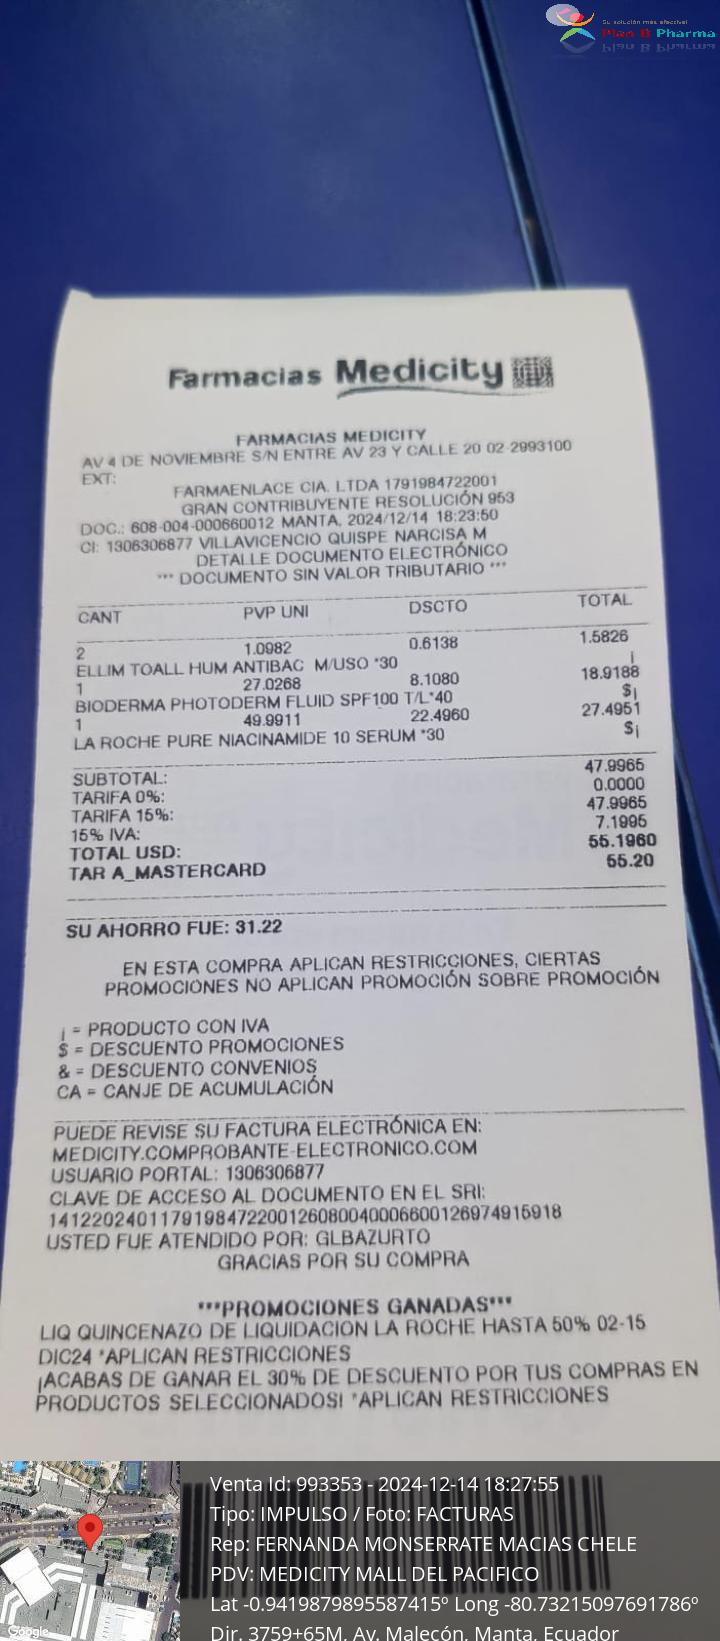 Su solución más efectiva!
Plan B Pharma
Farmacias Medicity
FARMACIAS MEDICITY
AV 4 DE NOVIEMBRE S/N ENTRE AV 23 Y CALLE 20 02-2993100
EXT:
FARMAENLACE CIA. LTDA 1791984722001
GRAN CONTRIBUYENTE RESOLUCIÓN 953
DOC.: 608-004-000660012 MANTA, 2024/12/14 18:23:50
CI: 1306306877 VILLAVICENCIO QUISPE NARCISA M
DETALLE DOCUMENTO ELECTRÓNICO
*** DOCUMENTO SIN VALOR TRIBUTARIO ***
CANT PVP UNI DSCTO TOTAL
2 1.0982 0.6138 1.5826
ELLIM TOALL HUM ANTIBAC M/USO *30 ¡
1 27.0268 8.1080 18.9188
BIODERMA PHOTODERM FLUID SPF100 T/L*40 $¡
1 49.9911 22.4960 27.4951
LA ROCHE PURE NIACINAMIDE 10 SERUM *30 $¡
SUBTOTAL: 47.9965
TARIFA 0%: 0.0000
TARIFA 15%: 47.9965
15% IVA: 7.1995
TOTAL USD: 55.1960
TAR A_MASTERCARD 55.20
SU AHORRO FUE: 31.22
EN ESTA COMPRA APLICAN RESTRICCIONES, CIERTAS
PROMOCIONES NO APLICAN PROMOCIÓN SOBRE PROMOCIÓN
¡ = PRODUCTO CON IVA
$ = DESCUENTO PROMOCIONES
& = DESCUENTO CONVENIOS
CA = CANJE DE ACUMULACIÓN
PUEDE REVISE SU FACTURA ELECTRÓNICA EN:
MEDICITY.COMPROBANTE-ELECTRONICO.COM
USUARIO PORTAL: 1306306877
CLAVE DE ACCESO AL DOCUMENTO EN EL SRI:
1412202401179198472200126080040006600126974915918
USTED FUE ATENDIDO POR: GLBAZURTO
GRACIAS POR SU COMPRA
***PROMOCIONES GANADAS***
LIQ QUINCENAZO DE LIQUIDACION LA ROCHE HASTA 50% 02-15
DIC24 *APLICAN RESTRICCIONES
¡ACABAS DE GANAR EL 30% DE DESCUENTO POR TUS COMPRAS EN
PRODUCTOS SELECCIONADOS! *APLICAN RESTRICCIONES
Venta Id: 993353 - 2024-12-14 18:27:55
Tipo: IMPULSO / Foto: FACTURAS
Rep: FERNANDA MONSERRATE MACIAS CHELE
PDV: MEDICITY MALL DEL PACIFICO
Lat -0.9419879895587415º Long -80.73215097691786º
Dir. 3759+65M, Av. Malecón, Manta, Ecuador
Google